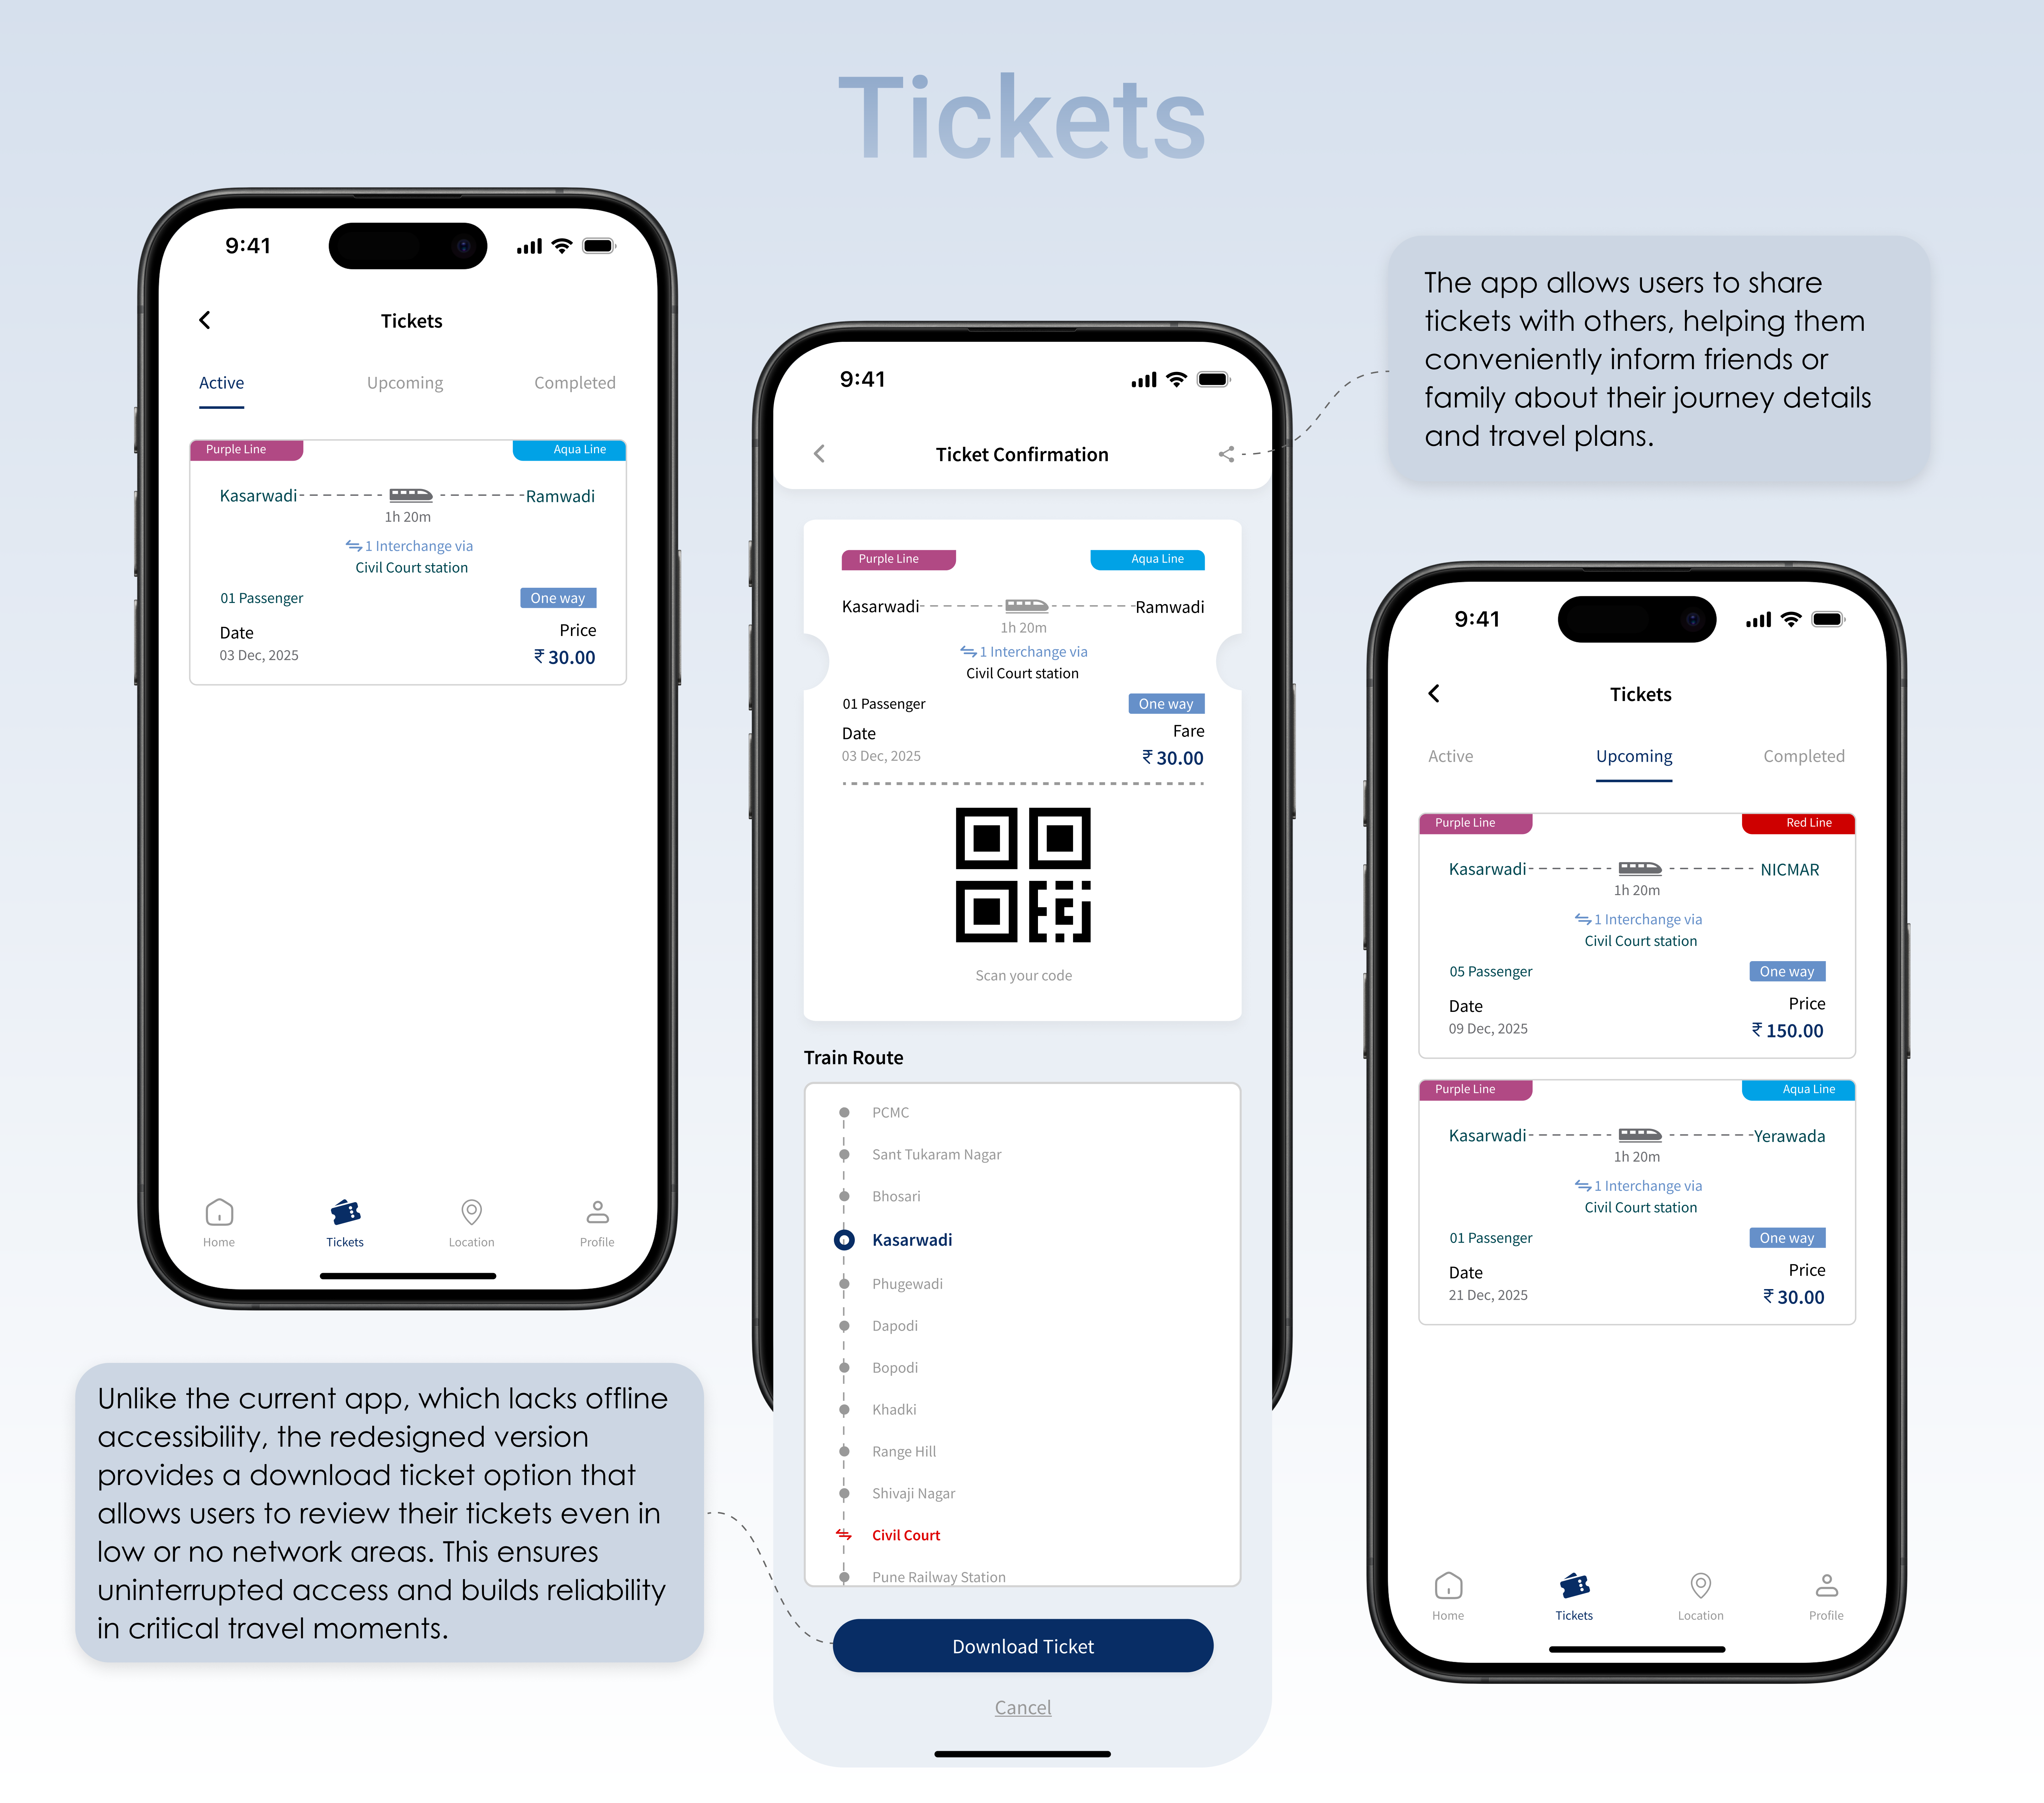 Tickets
9:41
Tickets
Active Upcoming Completed
Purple Line Aqua Line
Kasarwadi Ramwadi
1h 20m
1 Interchange via
Civil Court station
01 Passenger One way
Date Price
03 Dec, 2025 ₹ 30.00
Home Tickets Location Profile
Unlike the current app, which lacks offline
accessibility, the redesigned version
provides a download ticket option that
allows users to review their tickets even in
low or no network areas. This ensures
uninterrupted access and builds reliability
in critical travel moments.
9:41
Ticket Confirmation
Purple Line Aqua Line
Kasarwadi Ramwadi
1h 20m
1 Interchange via
Civil Court station
01 Passenger One way
Date Fare
03 Dec, 2025 ₹ 30.00
Scan your code
Train Route
PCMC
Sant Tukaram Nagar
Bhosari
Kasarwadi
Phugewadi
Dapodi
Bopodi
Khadki
Range Hill
Shivaji Nagar
Civil Court
Pune Railway Station
Download Ticket
Cancel
The app allows users to share
tickets with others, helping them
conveniently inform friends or
family about their journey details
and travel plans.
9:41
Tickets
Active Upcoming Completed
Purple Line Red Line
Kasarwadi NICMAR
1h 20m
1 Interchange via
Civil Court station
05 Passenger One way
Date Price
09 Dec, 2025 ₹ 150.00
Purple Line Aqua Line
Kasarwadi Yerawada
1h 20m
1 Interchange via
Civil Court station
01 Passenger One way
Date Price
21 Dec, 2025 ₹ 30.00
Home Tickets Location Profile